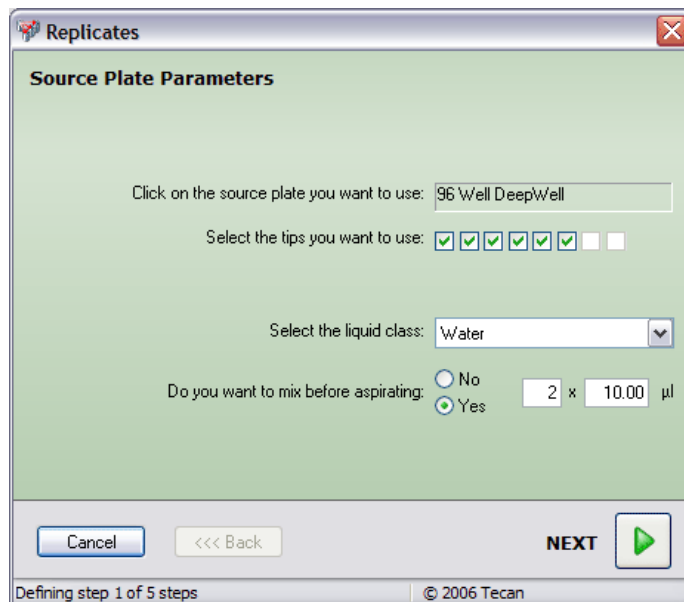 Replicates
Source Plate Parameters
Click on the source plate you want to use: 96 Well DeepWell
Select the tips you want to use:
Select the liquid class: Water
Do you want to mix before aspirating: No
Yes 2 x 10.00 µl
Cancel <<< Back NEXT
Defining step 1 of 5 steps © 2006 Tecan